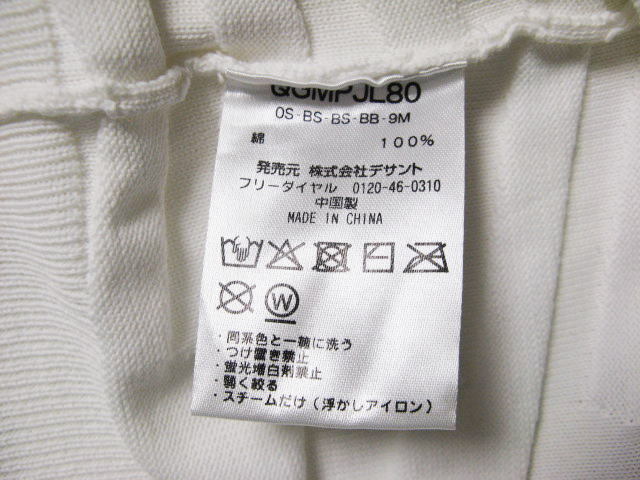 QGMPJL80
OS-BS-BS-BB-9M
綿 100%
発売元 株式会社デサント
フリーダイヤル 0120-46-0310
中国製
MADE IN CHINA
W
・同系色と一緒に洗う
・つけ置き禁止
・蛍光増白剤禁止
・弱く絞る
・スチームだけ(浮かしアイロン)